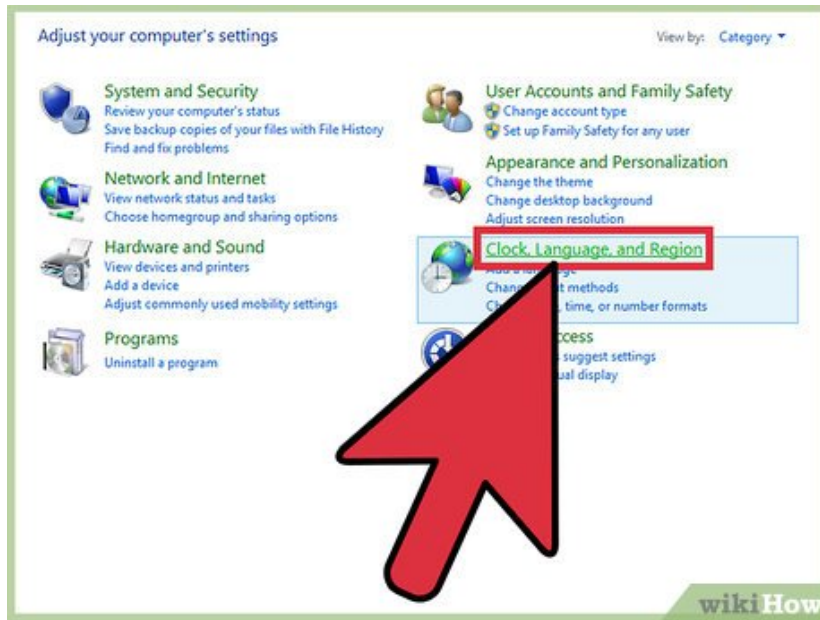 Adjust your computer's settings
View by: Category
System and Security
Review your computer's status
Save backup copies of your files with File History
Find and fix problems
Network and Internet
View network status and tasks
Choose homegroup and sharing options
Hardware and Sound
View devices and printers
Add a device
Adjust commonly used mobility settings
Programs
Uninstall a program
User Accounts and Family Safety
Change account type
Set up Family Safety for any user
Appearance and Personalization
Change the theme
Change desktop background
Adjust screen resolution
Clock, Language, and Region
Add a language
methods
time, or number formats
suggest settings
display
wikiHow